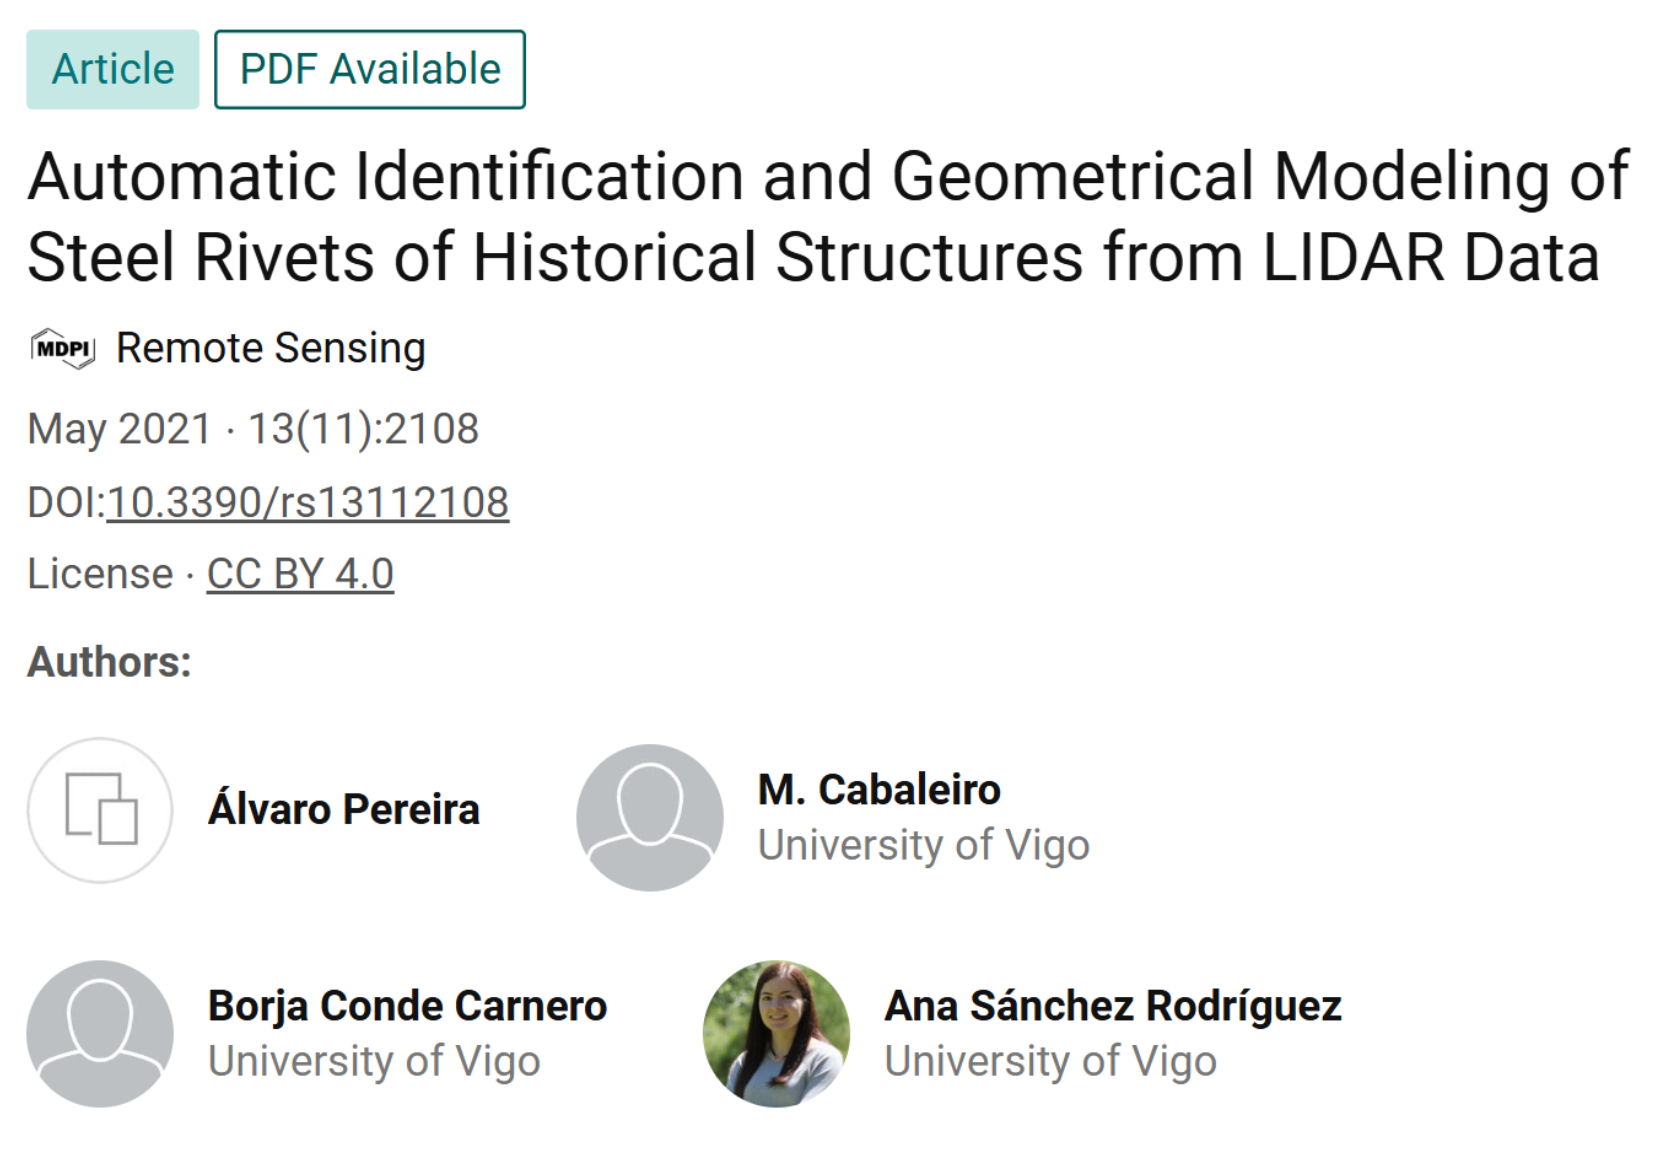 Article PDF Available
Automatic Identification and Geometrical Modeling of
Steel Rivets of Historical Structures from LIDAR Data
MDPI Remote Sensing
May 2021 · 13(11):2108
DOI:10.3390/rs13112108
License · CC BY 4.0
Authors:
Álvaro Pereira
M. Cabaleiro
University of Vigo
Borja Conde Carnero
University of Vigo
Ana Sánchez Rodríguez
University of Vigo